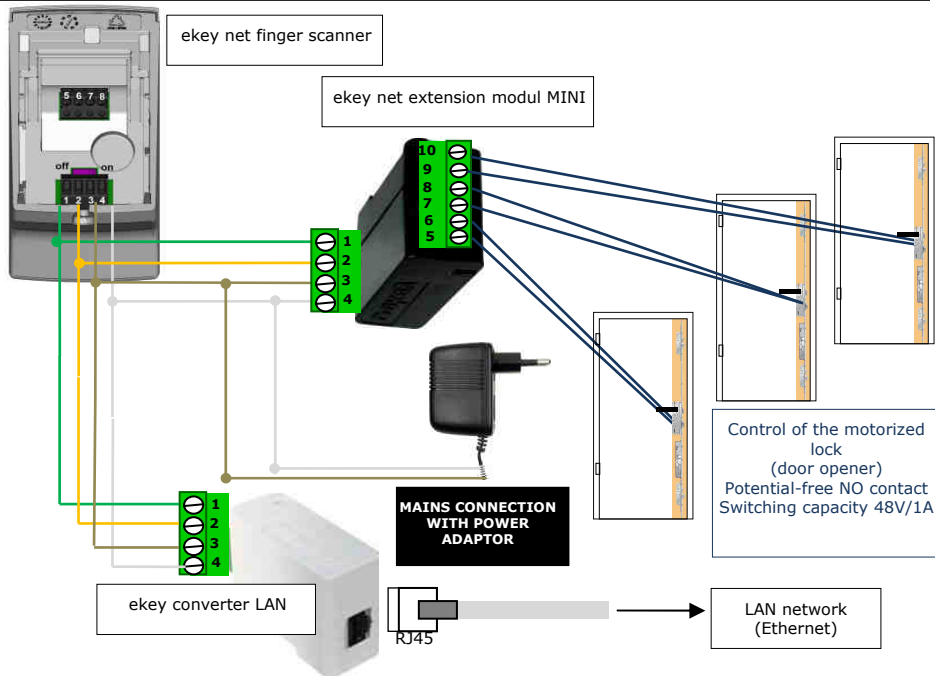 ekey net finger scanner
5 6 7 8
off on
1 2 3 4
ekey net extension modul MINI
10
9
8
7
6
5
1
2
3
4
Control of the motorized
lock
(door opener)
Potential-free NO contact
Switching capacity 48V/1A
MAINS CONNECTION
WITH POWER
ADAPTOR
1
2
3
4
ekey converter LAN
RJ45
LAN network
(Ethernet)